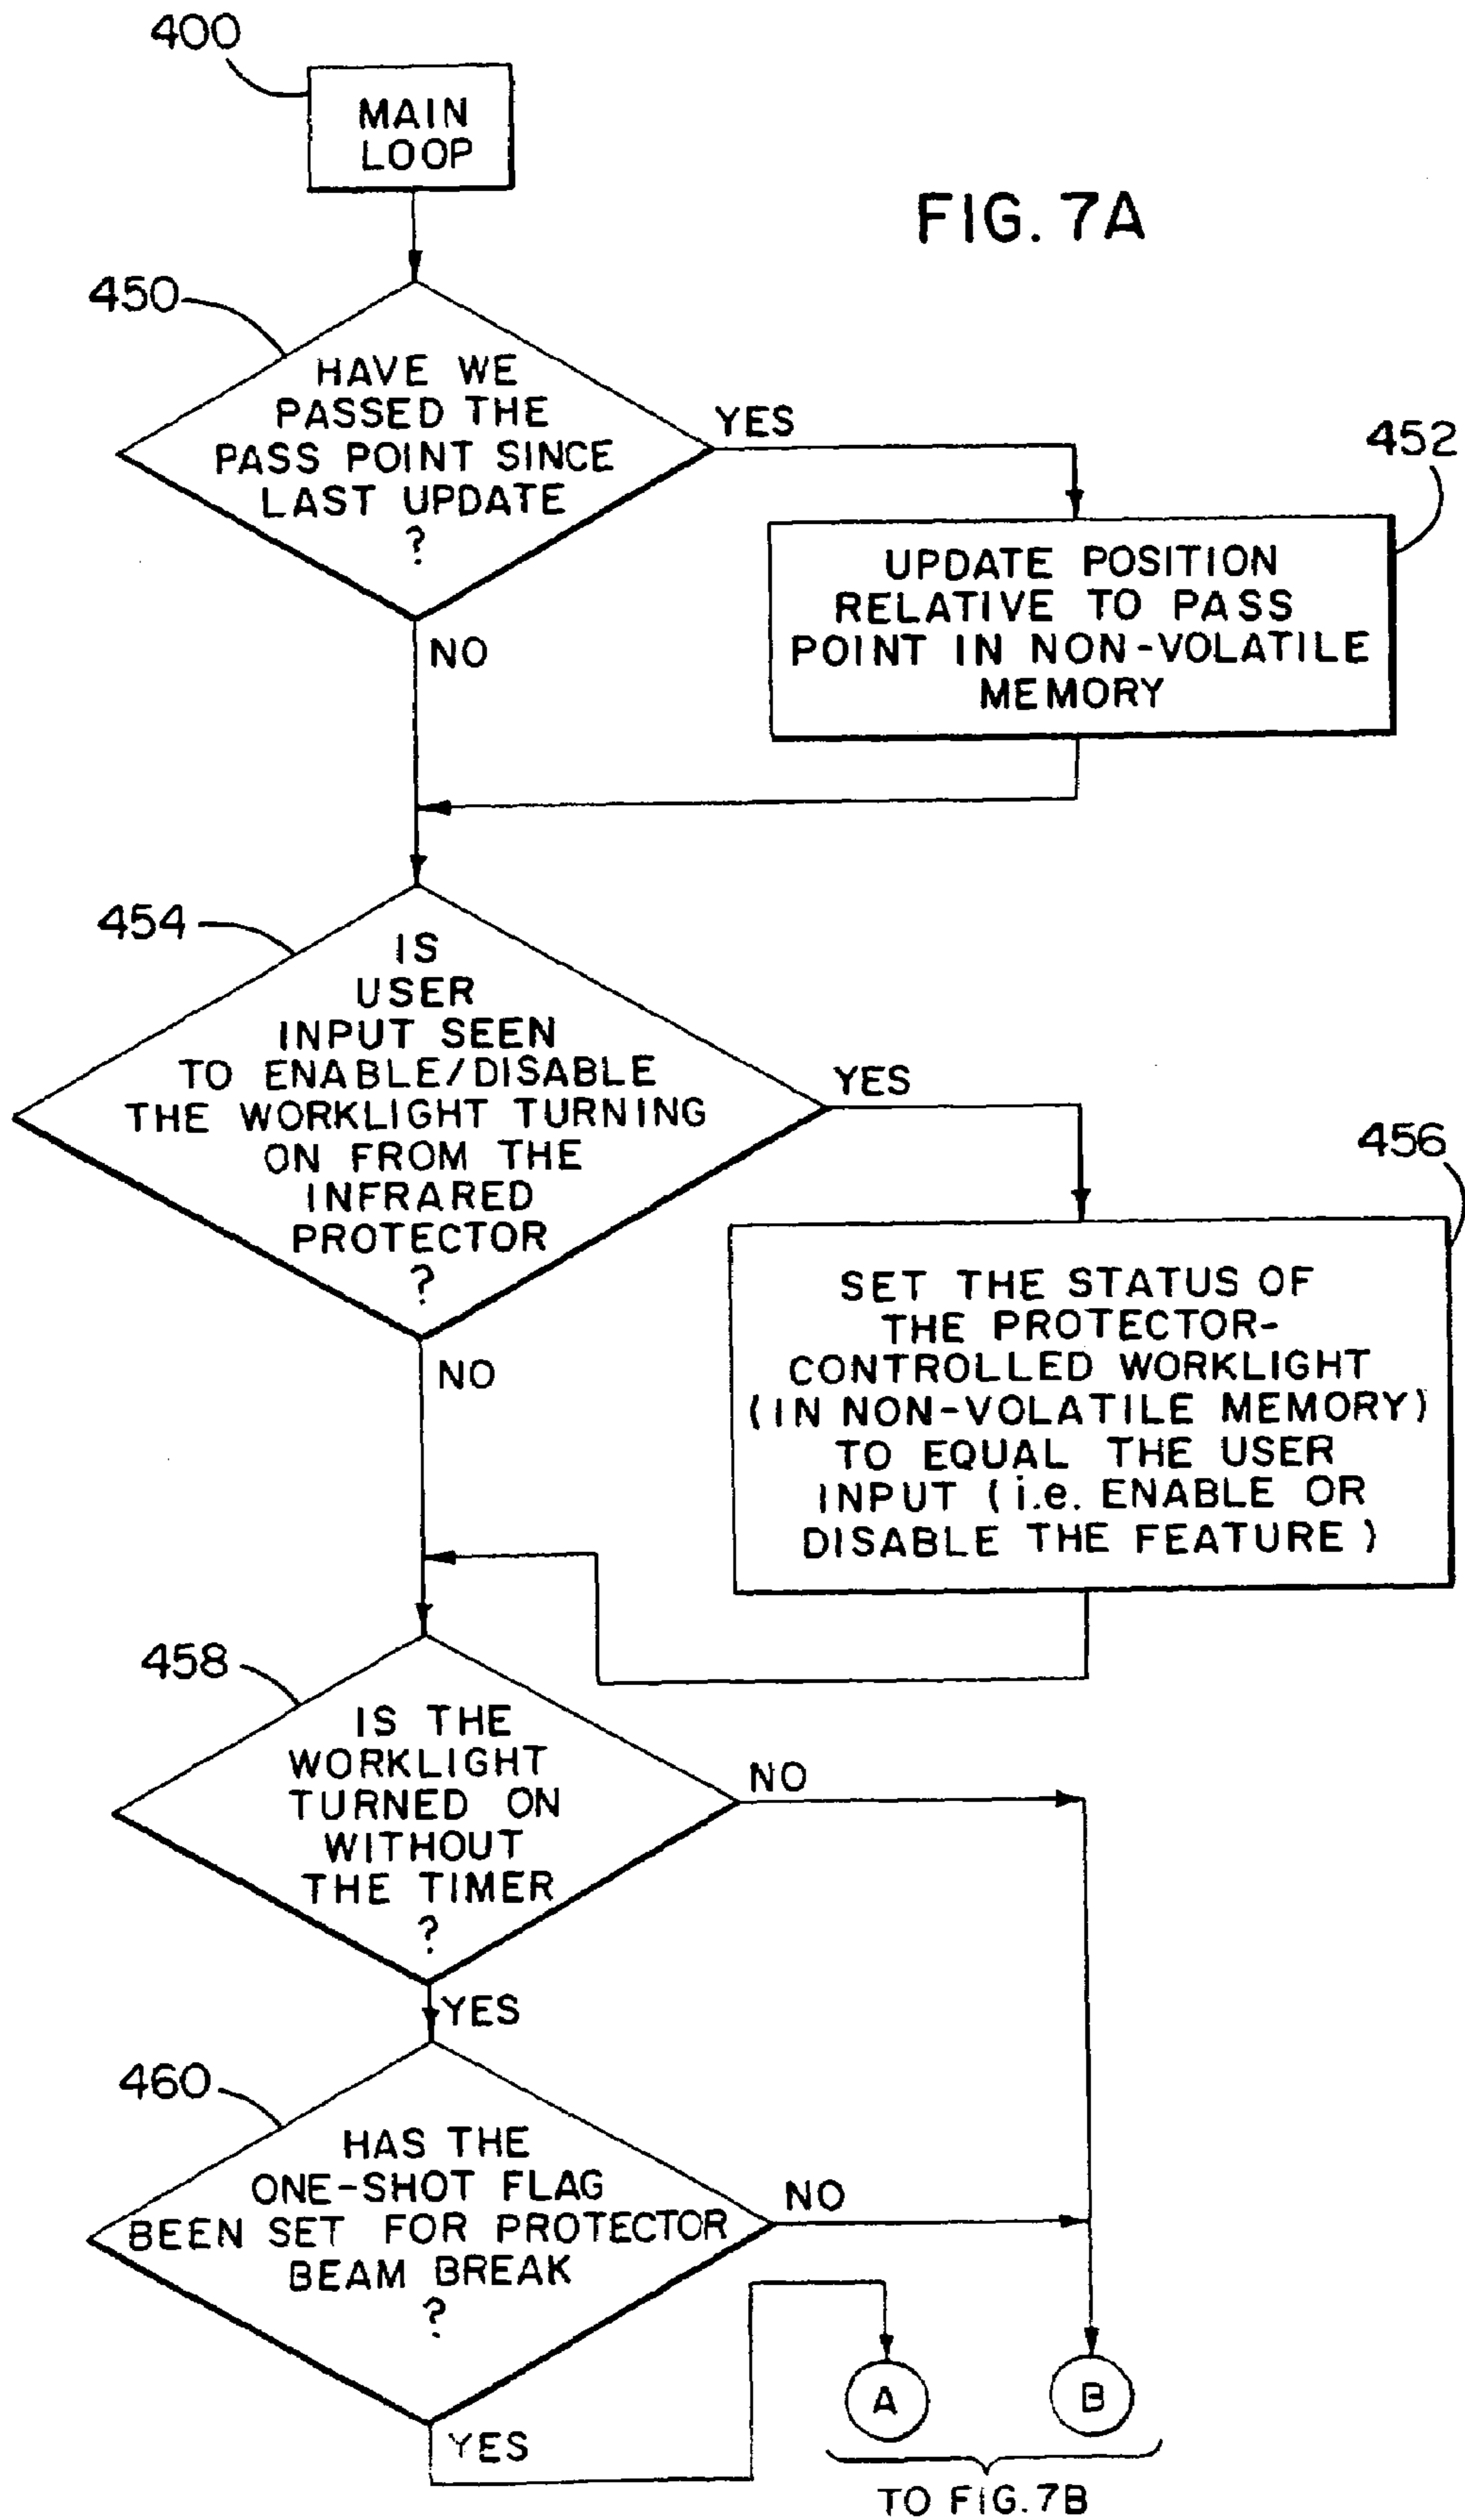 400
MAIN
LOOP
FIG. 7A
450
HAVE WE
PASSED THE
PASS POINT SINCE
LAST UPDATE
?
YES
NO
452
UPDATE POSITION
RELATIVE TO PASS
POINT IN NON-VOLATILE
MEMORY
454
IS
USER
INPUT SEEN
TO ENABLE/DISABLE
THE WORKLIGHT TURNING
ON FROM THE
INFRARED
PROTECTOR
?
YES
NO
456
SET THE STATUS OF
THE PROTECTOR-
CONTROLLED WORKLIGHT
(IN NON-VOLATILE MEMORY)
TO EQUAL THE USER
INPUT (i.e. ENABLE OR
DISABLE THE FEATURE)
458
IS THE
WORKLIGHT
TURNED ON
WITHOUT
THE TIMER
?
NO
YES
460
HAS THE
ONE-SHOT FLAG
BEEN SET FOR PROTECTOR
BEAM BREAK
?
NO
YES
A
B
TO FIG. 7B